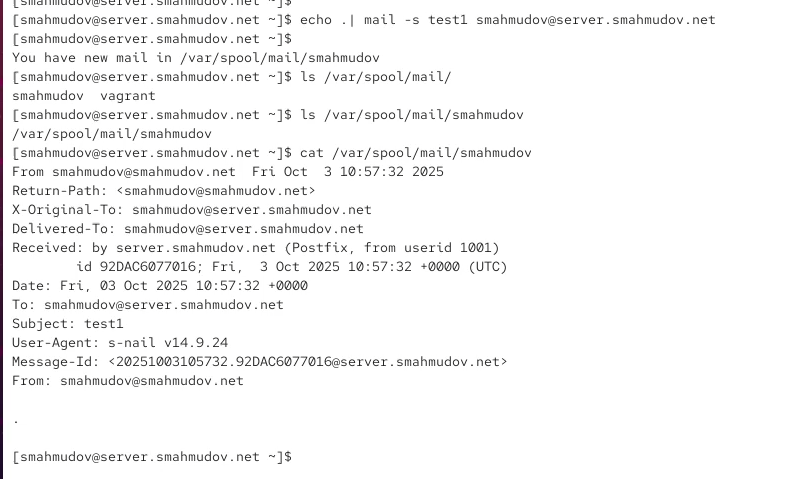 [smahmudov@server.smahmudov.net ~]$
[smahmudov@server.smahmudov.net ~]$ echo .| mail -s test1 smahmudov@server.smahmudov.net
[smahmudov@server.smahmudov.net ~]$
You have new mail in /var/spool/mail/smahmudov
[smahmudov@server.smahmudov.net ~]$ ls /var/spool/mail/
smahmudov  vagrant
[smahmudov@server.smahmudov.net ~]$ ls /var/spool/mail/smahmudov
/var/spool/mail/smahmudov
[smahmudov@server.smahmudov.net ~]$ cat /var/spool/mail/smahmudov
From smahmudov@smahmudov.net  Fri Oct  3 10:57:32 2025
Return-Path: <smahmudov@smahmudov.net>
X-Original-To: smahmudov@server.smahmudov.net
Delivered-To: smahmudov@server.smahmudov.net
Received: by server.smahmudov.net (Postfix, from userid 1001)
        id 92DAC6077016; Fri,  3 Oct 2025 10:57:32 +0000 (UTC)
Date: Fri, 03 Oct 2025 10:57:32 +0000
To: smahmudov@server.smahmudov.net
Subject: test1
User-Agent: s-nail v14.9.24
Message-Id: <20251003105732.92DAC6077016@server.smahmudov.net>
From: smahmudov@smahmudov.net

.

[smahmudov@server.smahmudov.net ~]$